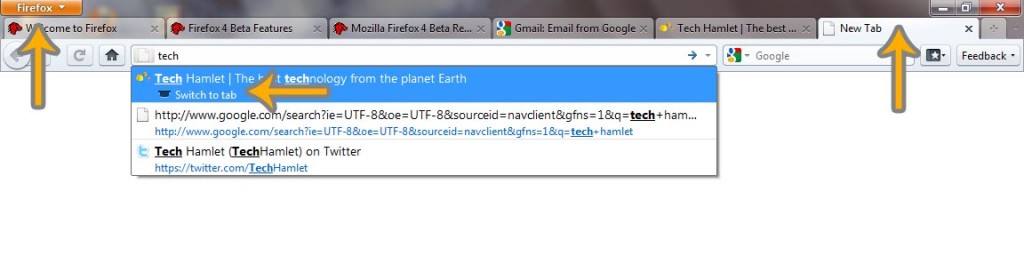 Firefox
Welcome to Firefox
Firefox 4 Beta Features
Mozilla Firefox 4 Beta Re...
Gmail: Email from Google
Tech Hamlet | The best ...
New Tab
tech
Google
Feedback
Tech Hamlet | The best technology from the planet Earth
Switch to tab
http://www.google.com/search?ie=UTF-8&oe=UTF-8&sourceid=navclient&gfns=1&q=tech+ham...
http://www.google.com/search?ie=UTF-8&oe=UTF-8&sourceid=navclient&gfns=1&q=tech+hamlet
Tech Hamlet (TechHamlet) on Twitter
https://twitter.com/TechHamlet